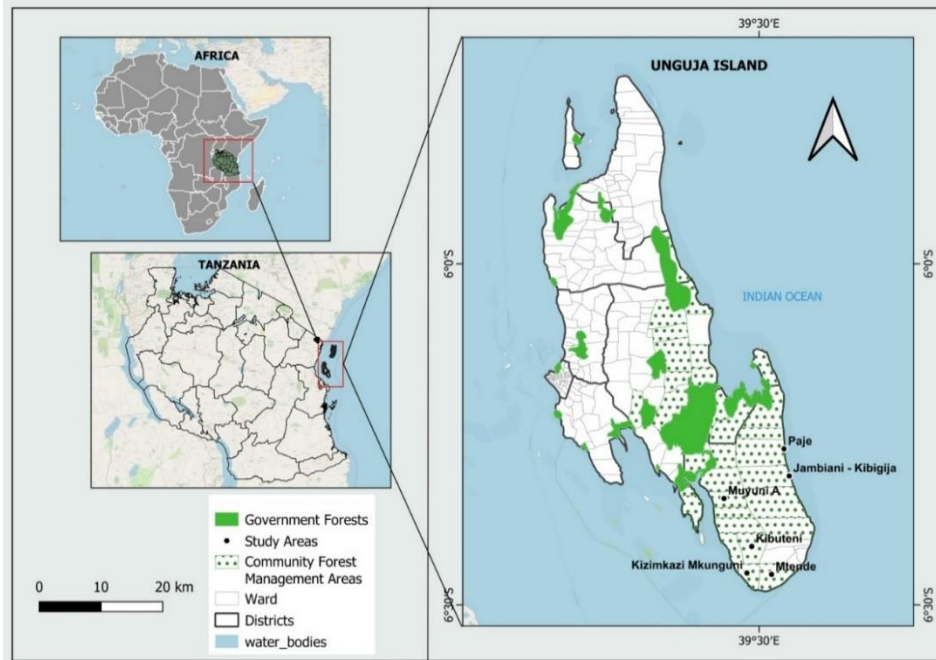 AFRICA
TANZANIA
Government Forests
Study Areas
Community Forest
Management Areas
Ward
Districts
water_bodies
0 10 20 km
39°30'E
UNGUJA ISLAND
6°0'S
6°0'S
INDIAN OCEAN
Paje
Jambiani - Kibigija
Muyuni A
Kibuteni
Kizimkazi Mkunguni
Mtende
6°30'S
6°30'S
39°30'E